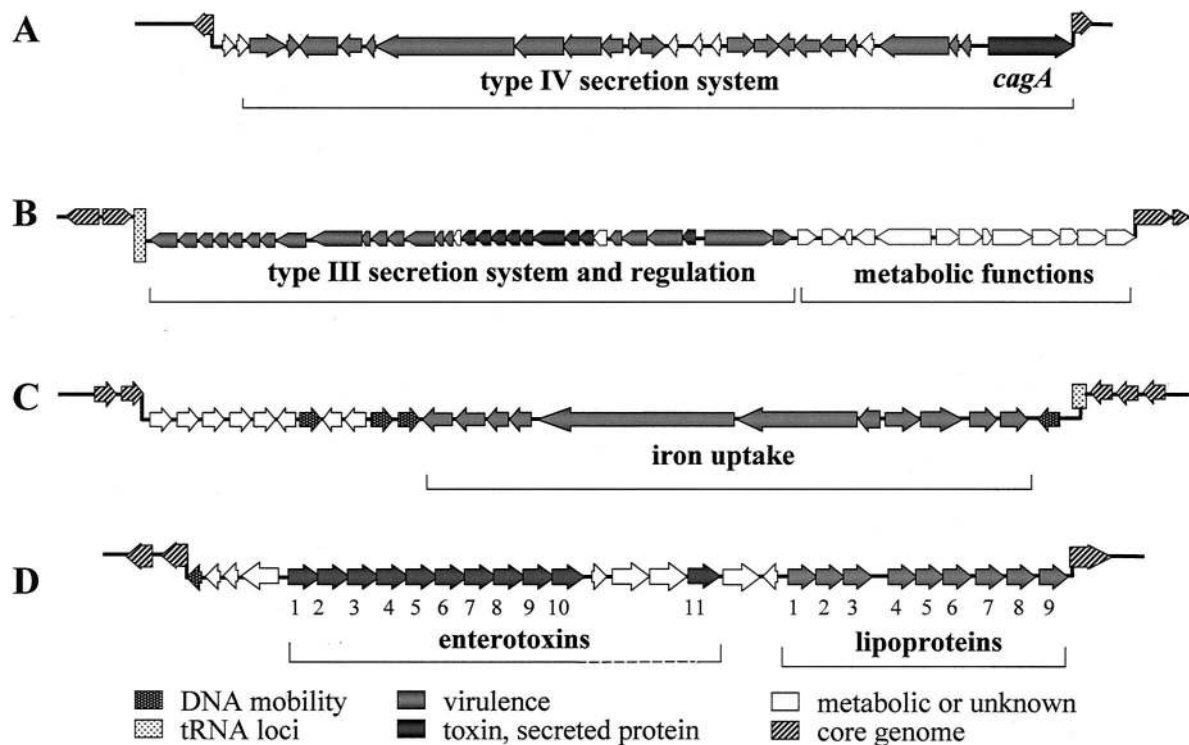 A
type IV secretion system
cagA
B
type III secretion system and regulation
metabolic functions
C
iron uptake
D
1 2 3 4 5 6 7 8 9 10 11 1 2 3 4 5 6 7 8 9
enterotoxins
lipoproteins
DNA mobility
virulence
metabolic or unknown
tRNA loci
toxin, secreted protein
core genome